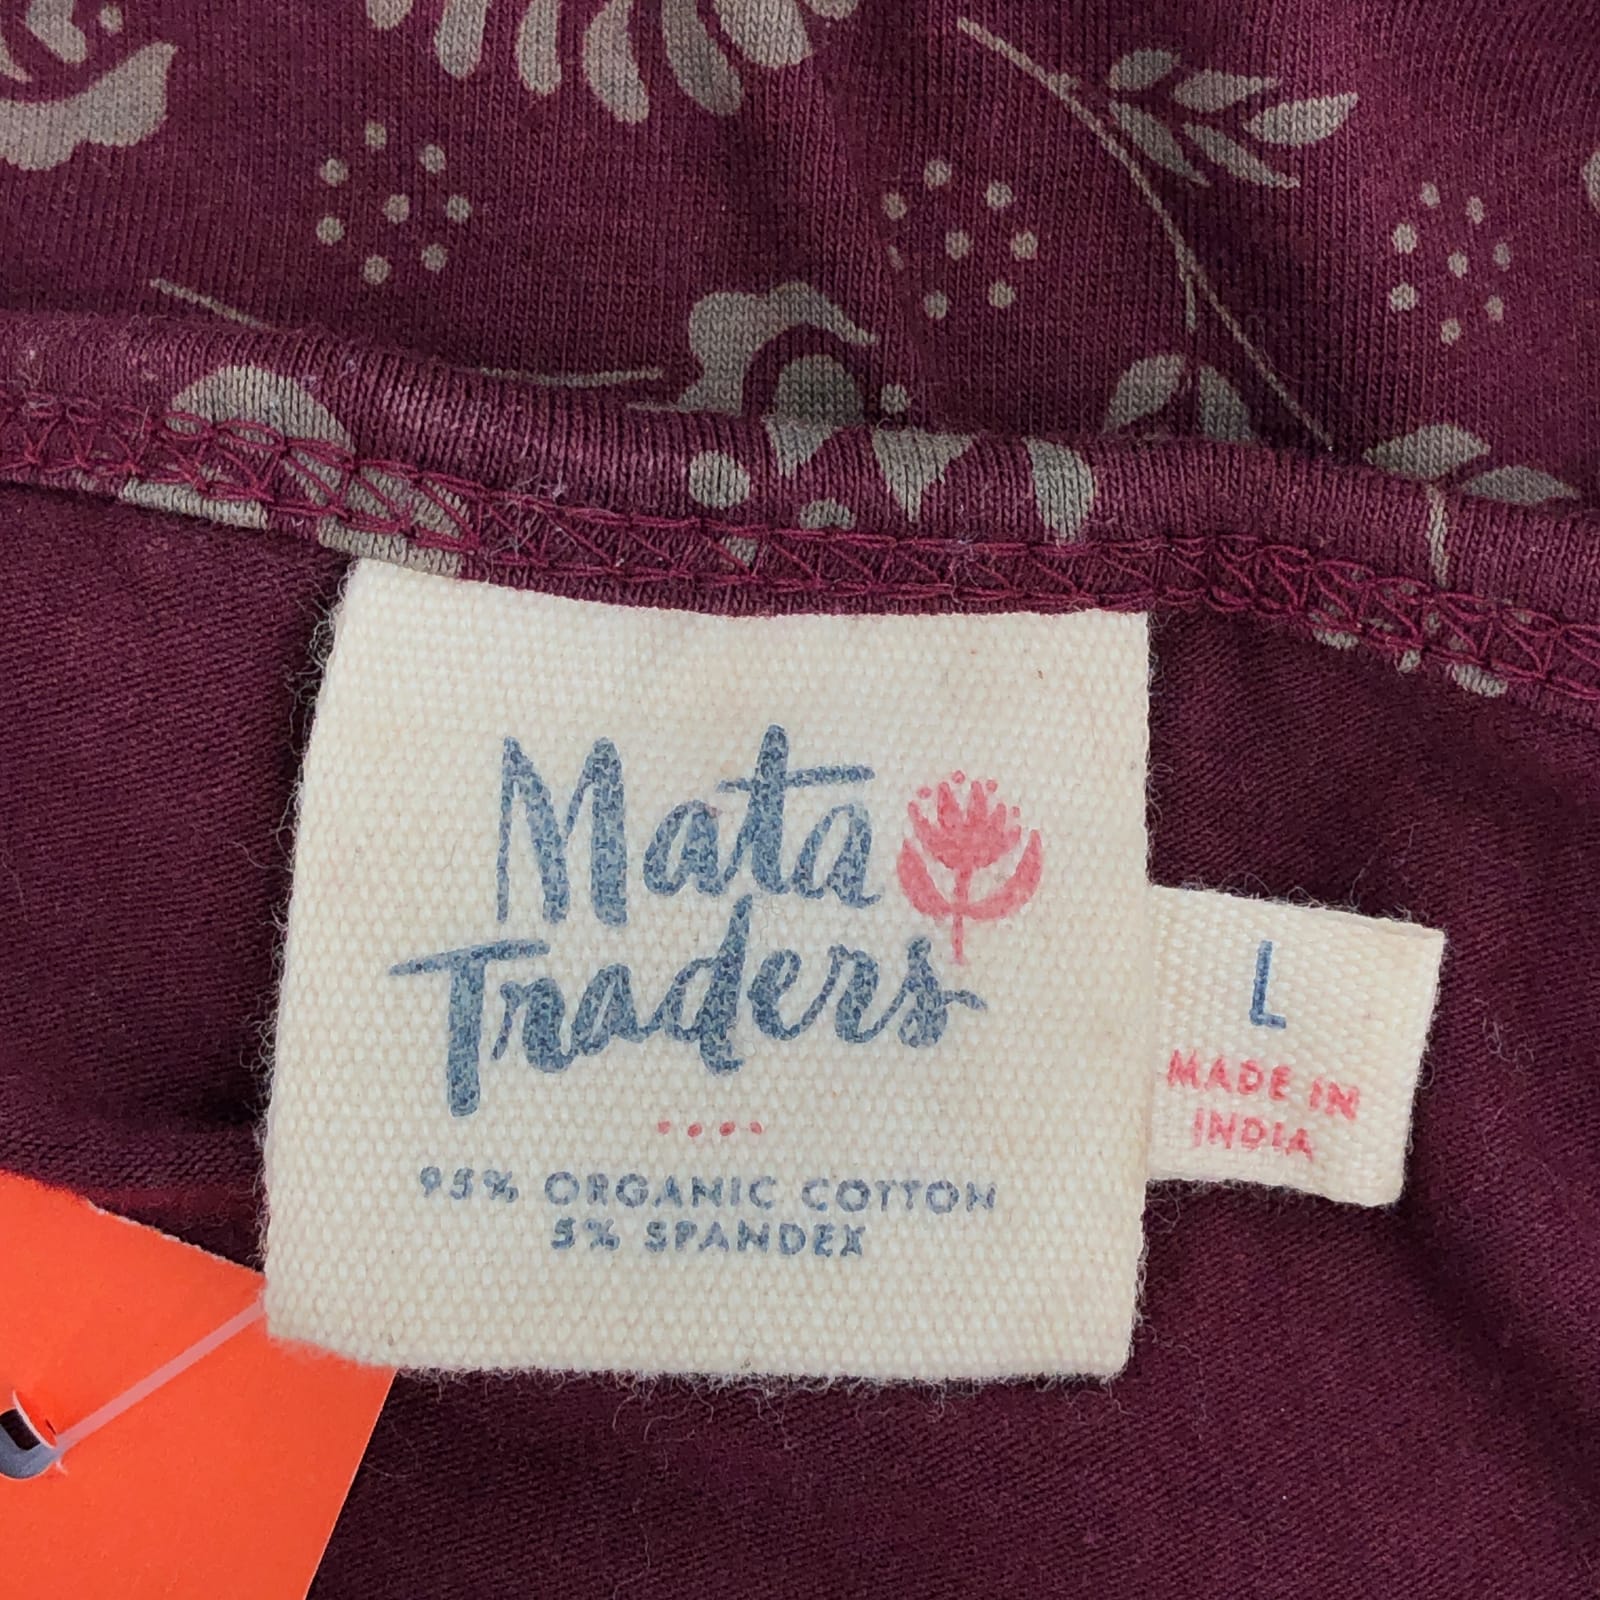 Mata
Traders
95% ORGANIC COTTON
5% SPANDEX
L
MADE IN
INDIA